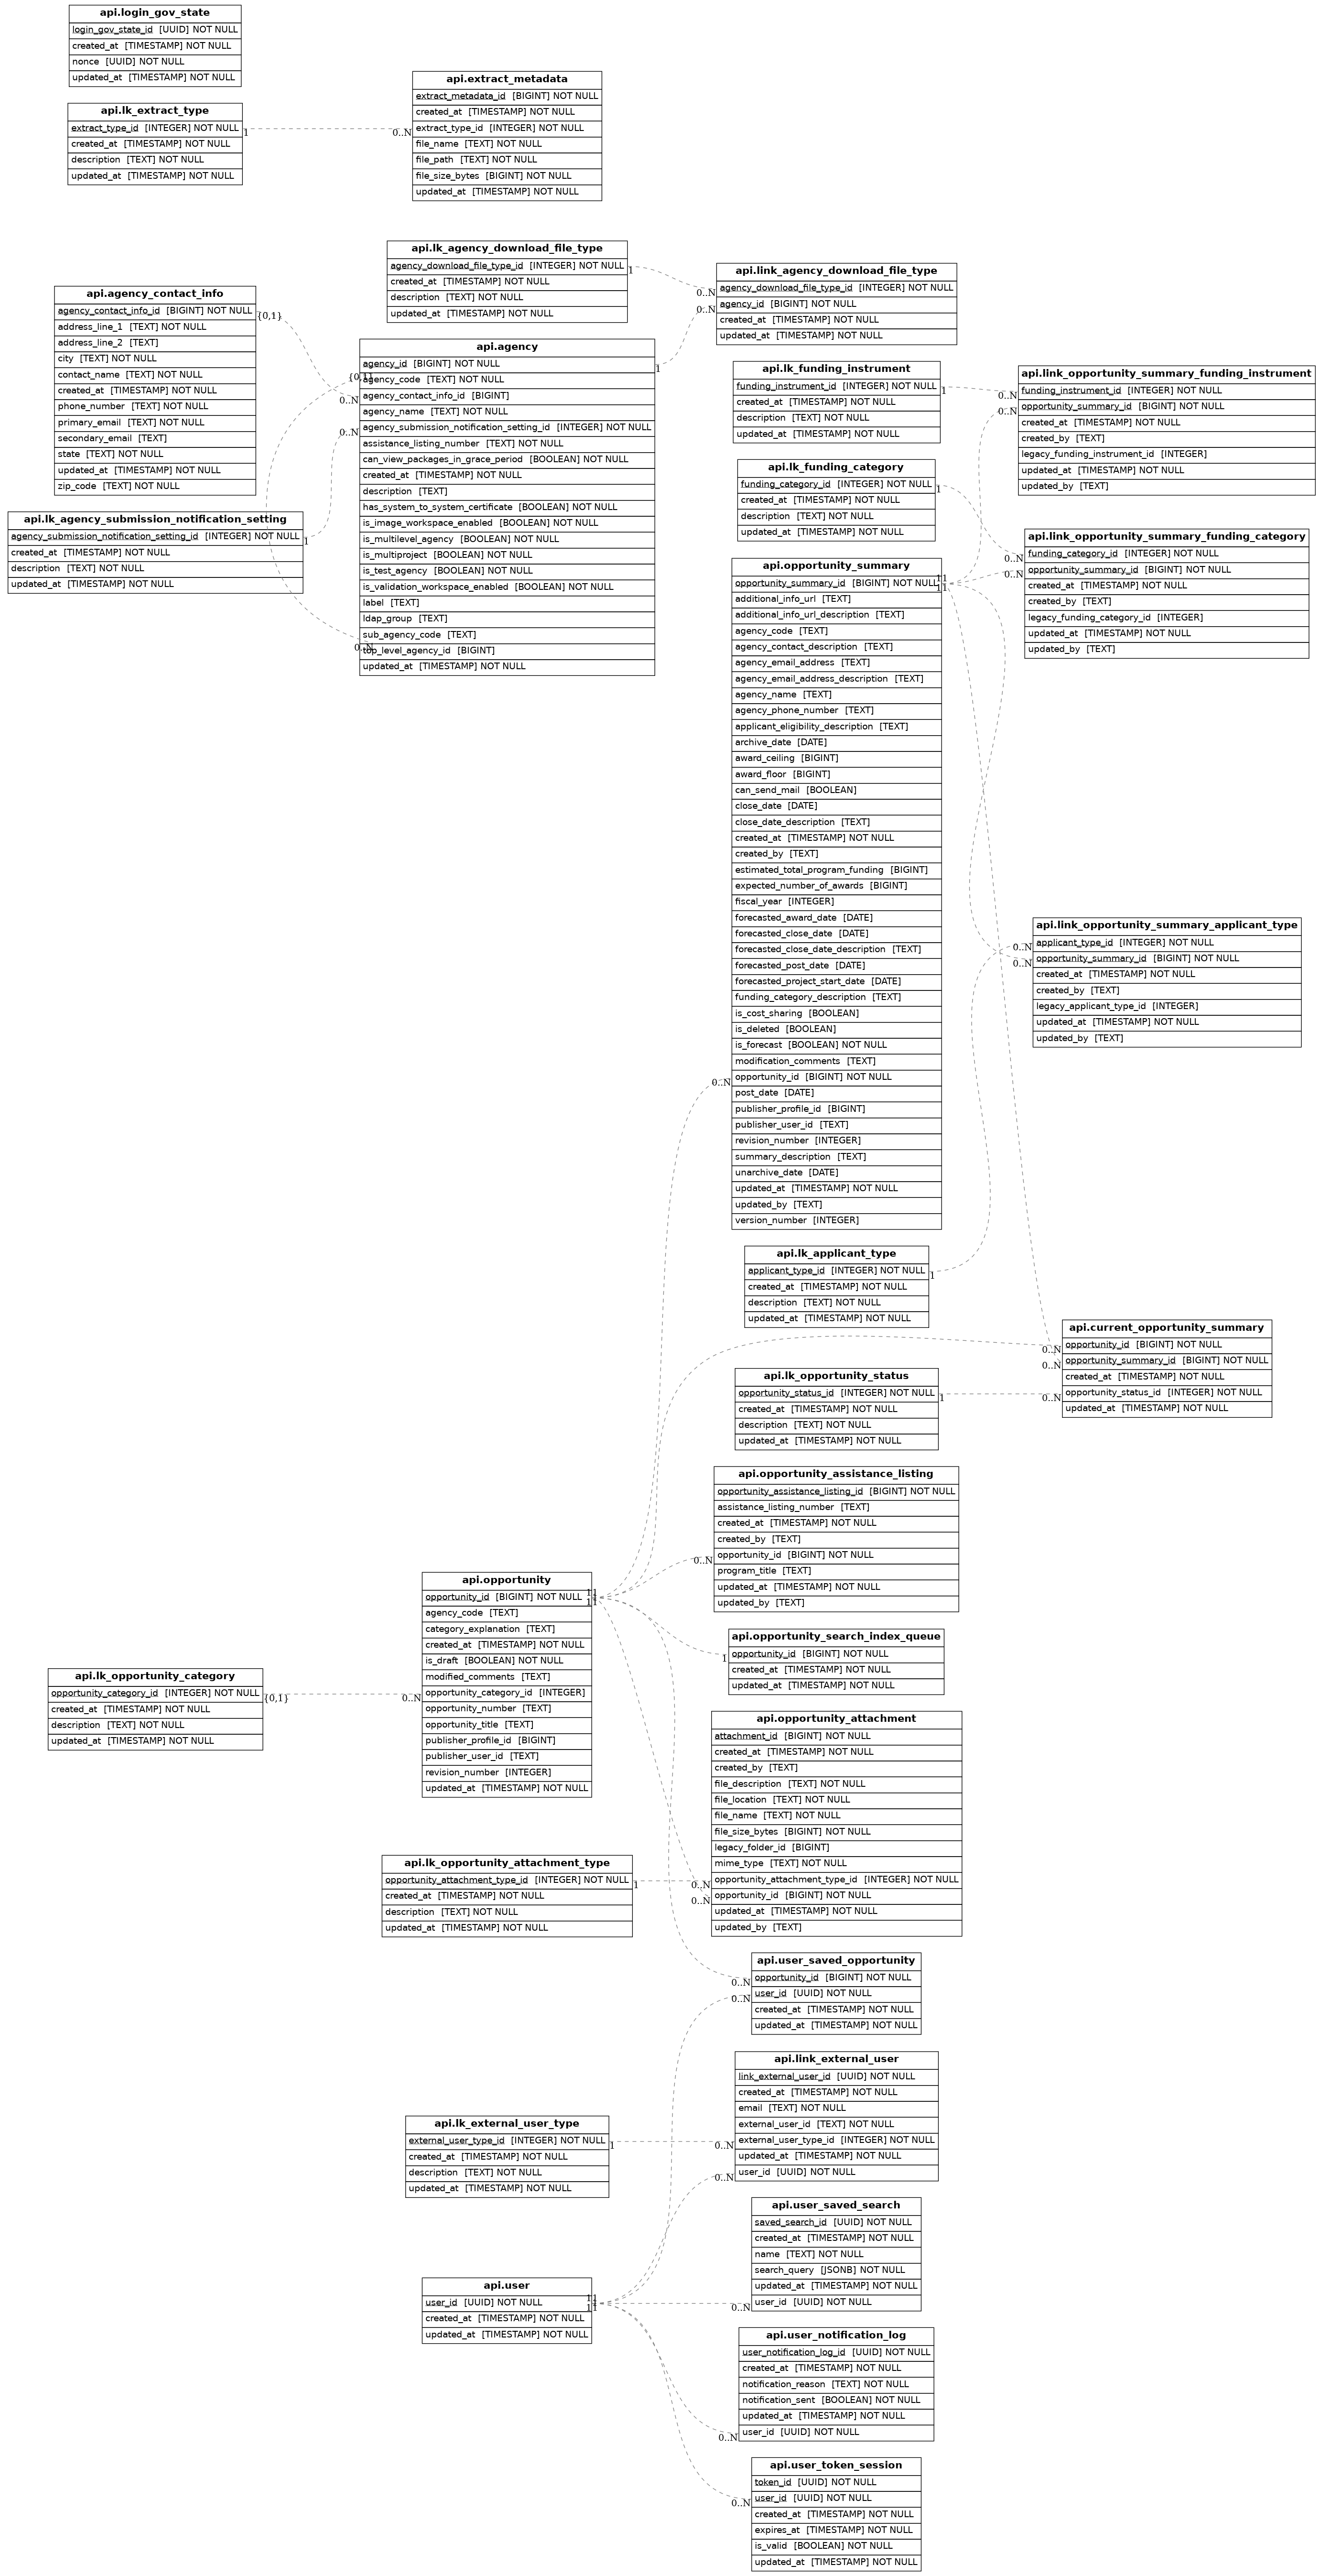 api.login_gov_state
login_gov_state_id [UUID] NOT NULL
created_at [TIMESTAMP] NOT NULL
nonce [UUID] NOT NULL
updated_at [TIMESTAMP] NOT NULL
api.lk_extract_type
extract_type_id [INTEGER] NOT NULL
created_at [TIMESTAMP] NOT NULL
description [TEXT] NOT NULL
updated_at [TIMESTAMP] NOT NULL
1
0..N
api.extract_metadata
extract_metadata_id [BIGINT] NOT NULL
created_at [TIMESTAMP] NOT NULL
extract_type_id [INTEGER] NOT NULL
file_name [TEXT] NOT NULL
file_path [TEXT] NOT NULL
file_size_bytes [BIGINT] NOT NULL
updated_at [TIMESTAMP] NOT NULL
api.agency_contact_info
agency_contact_info_id [BIGINT] NOT NULL
address_line_1 [TEXT] NOT NULL
address_line_2 [TEXT]
city [TEXT] NOT NULL
contact_name [TEXT] NOT NULL
created_at [TIMESTAMP] NOT NULL
phone_number [TEXT] NOT NULL
primary_email [TEXT] NOT NULL
secondary_email [TEXT]
state [TEXT] NOT NULL
updated_at [TIMESTAMP] NOT NULL
zip_code [TEXT] NOT NULL
{0,1}
0..N
api.lk_agency_submission_notification_setting
agency_submission_notification_setting_id [INTEGER] NOT NULL
created_at [TIMESTAMP] NOT NULL
description [TEXT] NOT NULL
updated_at [TIMESTAMP] NOT NULL
1
0..N
api.lk_agency_download_file_type
agency_download_file_type_id [INTEGER] NOT NULL
created_at [TIMESTAMP] NOT NULL
description [TEXT] NOT NULL
updated_at [TIMESTAMP] NOT NULL
1
0..N
api.agency
agency_id [BIGINT] NOT NULL
agency_code [TEXT] NOT NULL
agency_contact_info_id [BIGINT]
agency_name [TEXT] NOT NULL
agency_submission_notification_setting_id [INTEGER] NOT NULL
assistance_listing_number [TEXT] NOT NULL
can_view_packages_in_grace_period [BOOLEAN] NOT NULL
created_at [TIMESTAMP] NOT NULL
description [TEXT]
has_system_to_system_certificate [BOOLEAN] NOT NULL
is_image_workspace_enabled [BOOLEAN] NOT NULL
is_multilevel_agency [BOOLEAN] NOT NULL
is_multiproject [BOOLEAN] NOT NULL
is_test_agency [BOOLEAN] NOT NULL
is_validation_workspace_enabled [BOOLEAN] NOT NULL
label [TEXT]
ldap_group [TEXT]
sub_agency_code [TEXT]
top_level_agency_id [BIGINT]
updated_at [TIMESTAMP] NOT NULL
{0,1}
0..N
1
0..N
api.link_agency_download_file_type
agency_download_file_type_id [INTEGER] NOT NULL
agency_id [BIGINT] NOT NULL
created_at [TIMESTAMP] NOT NULL
updated_at [TIMESTAMP] NOT NULL
api.lk_funding_instrument
funding_instrument_id [INTEGER] NOT NULL
created_at [TIMESTAMP] NOT NULL
description [TEXT] NOT NULL
updated_at [TIMESTAMP] NOT NULL
1
0..N
0..N
api.link_opportunity_summary_funding_instrument
funding_instrument_id [INTEGER] NOT NULL
opportunity_summary_id [BIGINT] NOT NULL
created_at [TIMESTAMP] NOT NULL
created_by [TEXT]
legacy_funding_instrument_id [INTEGER]
updated_at [TIMESTAMP] NOT NULL
updated_by [TEXT]
api.lk_funding_category
funding_category_id [INTEGER] NOT NULL
created_at [TIMESTAMP] NOT NULL
description [TEXT] NOT NULL
updated_at [TIMESTAMP] NOT NULL
1
0..N
0..N
api.link_opportunity_summary_funding_category
funding_category_id [INTEGER] NOT NULL
opportunity_summary_id [BIGINT] NOT NULL
created_at [TIMESTAMP] NOT NULL
created_by [TEXT]
legacy_funding_category_id [INTEGER]
updated_at [TIMESTAMP] NOT NULL
updated_by [TEXT]
api.opportunity_summary
opportunity_summary_id [BIGINT] NOT NULL
additional_info_url [TEXT]
additional_info_url_description [TEXT]
agency_code [TEXT]
agency_contact_description [TEXT]
agency_email_address [TEXT]
agency_email_address_description [TEXT]
agency_name [TEXT]
agency_phone_number [TEXT]
applicant_eligibility_description [TEXT]
archive_date [DATE]
award_ceiling [BIGINT]
award_floor [BIGINT]
can_send_mail [BOOLEAN]
close_date [DATE]
close_date_description [TEXT]
created_at [TIMESTAMP] NOT NULL
created_by [TEXT]
estimated_total_program_funding [BIGINT]
expected_number_of_awards [BIGINT]
fiscal_year [INTEGER]
forecasted_award_date [DATE]
forecasted_close_date [DATE]
forecasted_close_date_description [TEXT]
forecasted_post_date [DATE]
forecasted_project_start_date [DATE]
funding_category_description [TEXT]
is_cost_sharing [BOOLEAN]
is_deleted [BOOLEAN]
is_forecast [BOOLEAN] NOT NULL
modification_comments [TEXT]
opportunity_id [BIGINT] NOT NULL
post_date [DATE]
publisher_profile_id [BIGINT]
publisher_user_id [TEXT]
revision_number [INTEGER]
summary_description [TEXT]
unarchive_date [DATE]
updated_at [TIMESTAMP] NOT NULL
updated_by [TEXT]
version_number [INTEGER]
11
11
0..N
0..N
0..N
api.link_opportunity_summary_applicant_type
applicant_type_id [INTEGER] NOT NULL
opportunity_summary_id [BIGINT] NOT NULL
created_at [TIMESTAMP] NOT NULL
created_by [TEXT]
legacy_applicant_type_id [INTEGER]
updated_at [TIMESTAMP] NOT NULL
updated_by [TEXT]
api.lk_applicant_type
applicant_type_id [INTEGER] NOT NULL
created_at [TIMESTAMP] NOT NULL
description [TEXT] NOT NULL
updated_at [TIMESTAMP] NOT NULL
1
api.current_opportunity_summary
opportunity_id [BIGINT] NOT NULL
opportunity_summary_id [BIGINT] NOT NULL
created_at [TIMESTAMP] NOT NULL
opportunity_status_id [INTEGER] NOT NULL
updated_at [TIMESTAMP] NOT NULL
0..N
0..N
0..N
api.lk_opportunity_status
opportunity_status_id [INTEGER] NOT NULL
created_at [TIMESTAMP] NOT NULL
description [TEXT] NOT NULL
updated_at [TIMESTAMP] NOT NULL
1
api.opportunity_assistance_listing
opportunity_assistance_listing_id [BIGINT] NOT NULL
assistance_listing_number [TEXT]
created_at [TIMESTAMP] NOT NULL
created_by [TEXT]
opportunity_id [BIGINT] NOT NULL
program_title [TEXT]
updated_at [TIMESTAMP] NOT NULL
updated_by [TEXT]
0..N
api.opportunity
opportunity_id [BIGINT] NOT NULL
agency_code [TEXT]
category_explanation [TEXT]
created_at [TIMESTAMP] NOT NULL
is_draft [BOOLEAN] NOT NULL
modified_comments [TEXT]
opportunity_category_id [INTEGER]
opportunity_number [TEXT]
opportunity_title [TEXT]
publisher_profile_id [BIGINT]
publisher_user_id [TEXT]
revision_number [INTEGER]
updated_at [TIMESTAMP] NOT NULL
11
11
api.opportunity_search_index_queue
opportunity_id [BIGINT] NOT NULL
created_at [TIMESTAMP] NOT NULL
updated_at [TIMESTAMP] NOT NULL
1
api.lk_opportunity_category
opportunity_category_id [INTEGER] NOT NULL
created_at [TIMESTAMP] NOT NULL
description [TEXT] NOT NULL
updated_at [TIMESTAMP] NOT NULL
{0,1}
0..N
api.opportunity_attachment
attachment_id [BIGINT] NOT NULL
created_at [TIMESTAMP] NOT NULL
created_by [TEXT]
file_description [TEXT] NOT NULL
file_location [TEXT] NOT NULL
file_name [TEXT] NOT NULL
file_size_bytes [BIGINT] NOT NULL
legacy_folder_id [BIGINT]
mime_type [TEXT] NOT NULL
opportunity_attachment_type_id [INTEGER] NOT NULL
opportunity_id [BIGINT] NOT NULL
updated_at [TIMESTAMP] NOT NULL
updated_by [TEXT]
0..N
0..N
api.lk_opportunity_attachment_type
opportunity_attachment_type_id [INTEGER] NOT NULL
created_at [TIMESTAMP] NOT NULL
description [TEXT] NOT NULL
updated_at [TIMESTAMP] NOT NULL
1
api.user_saved_opportunity
opportunity_id [BIGINT] NOT NULL
user_id [UUID] NOT NULL
created_at [TIMESTAMP] NOT NULL
updated_at [TIMESTAMP] NOT NULL
0..N
0..N
api.link_external_user
link_external_user_id [UUID] NOT NULL
created_at [TIMESTAMP] NOT NULL
email [TEXT] NOT NULL
external_user_id [TEXT] NOT NULL
external_user_type_id [INTEGER] NOT NULL
updated_at [TIMESTAMP] NOT NULL
user_id [UUID] NOT NULL
0..N
0..N
api.lk_external_user_type
external_user_type_id [INTEGER] NOT NULL
created_at [TIMESTAMP] NOT NULL
description [TEXT] NOT NULL
updated_at [TIMESTAMP] NOT NULL
1
api.user_saved_search
saved_search_id [UUID] NOT NULL
created_at [TIMESTAMP] NOT NULL
name [TEXT] NOT NULL
search_query [JSONB] NOT NULL
updated_at [TIMESTAMP] NOT NULL
user_id [UUID] NOT NULL
0..N
api.user
user_id [UUID] NOT NULL
created_at [TIMESTAMP] NOT NULL
updated_at [TIMESTAMP] NOT NULL
11
11
api.user_notification_log
user_notification_log_id [UUID] NOT NULL
created_at [TIMESTAMP] NOT NULL
notification_reason [TEXT] NOT NULL
notification_sent [BOOLEAN] NOT NULL
updated_at [TIMESTAMP] NOT NULL
user_id [UUID] NOT NULL
0..N
api.user_token_session
token_id [UUID] NOT NULL
user_id [UUID] NOT NULL
created_at [TIMESTAMP] NOT NULL
expires_at [TIMESTAMP] NOT NULL
is_valid [BOOLEAN] NOT NULL
updated_at [TIMESTAMP] NOT NULL
0..N